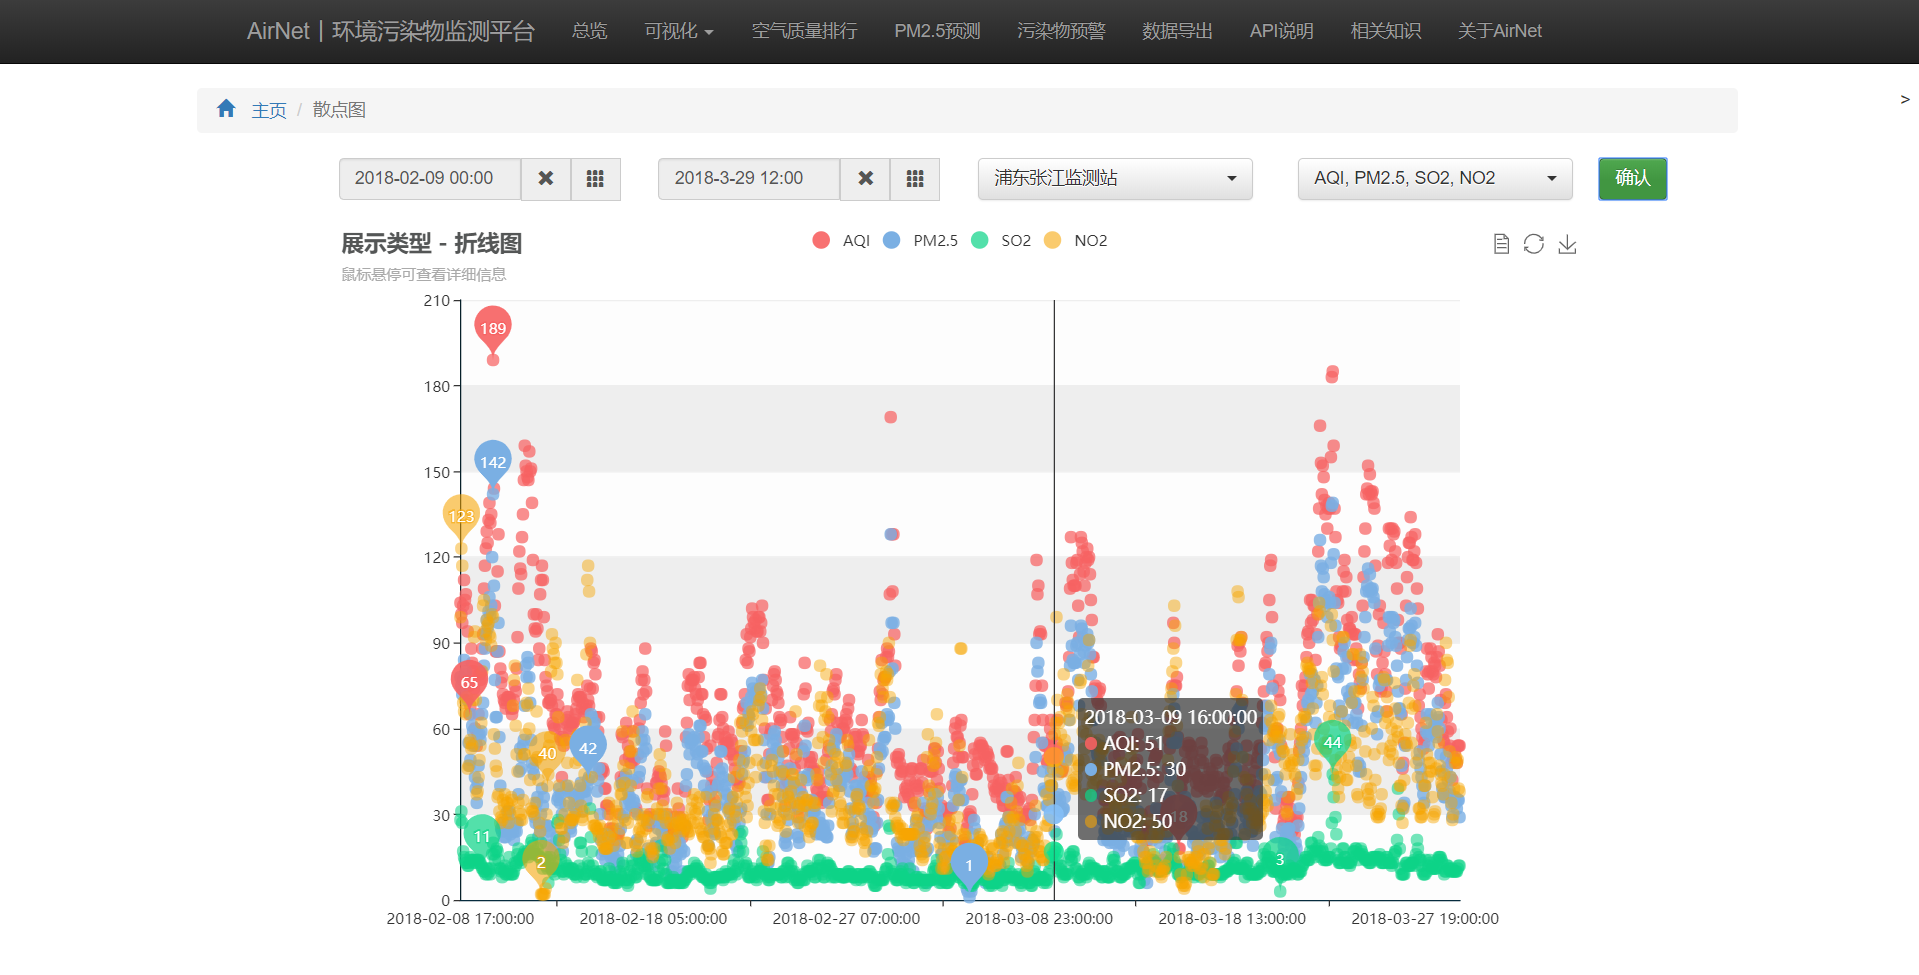 AirNet | 环境污染物监测平台 总览 可视化 空气质量排行 PM2.5预测 污染物预警 数据导出 API说明 相关知识 关于AirNet
>
主页 / 散点图
2018-02-09 00:00 2018-3-29 12:00 浦东张江监测站 AQI, PM2.5, SO2, NO2 确认
展示类型 - 折线图
鼠标悬停可查看详细信息
AQI PM2.5 SO2 NO2
210
180
150
120
90
60
30
0
189
142
123
65
40
42
11
2
1
44
3
18
2018-03-09 16:00:00
AQI: 51
PM2.5: 30
SO2: 17
NO2: 50
2018-02-08 17:00:00 2018-02-18 05:00:00 2018-02-27 07:00:00 2018-03-08 23:00:00 2018-03-18 13:00:00 2018-03-27 19:00:00